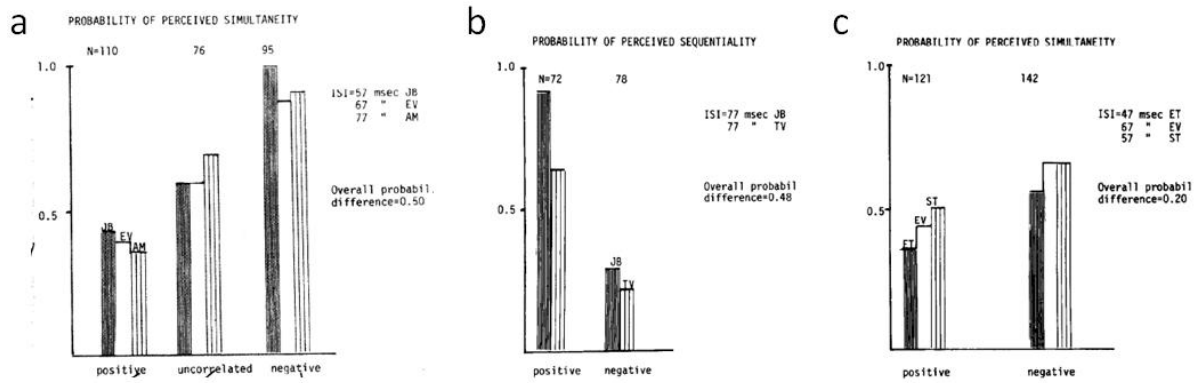 a
PROBABILITY OF PERCEIVED SIMULTANEITY
N=110 76 95
1.0
ISI=57 msec JB
67 " EV
77 " AM
Overall probabil.
difference=0.50
0.5
JB
EV
AM
positive uncorrelated negative
b
PROBABILITY OF PERCEIVED SEQUENTIALITY
N=72 78
1.0
ISI=77 msec JB
77 " TV
Overall probabil
difference=0.48
0.5
JB
TV
positive negative
c
PROBABILITY OF PERCEIVED SIMULTANEITY
N=121 142
1.0
ISI=47 msec ET
67 " EV
57 " ST
Overall probabil
difference=0.20
0.5
ST
EV
ET
positive negative